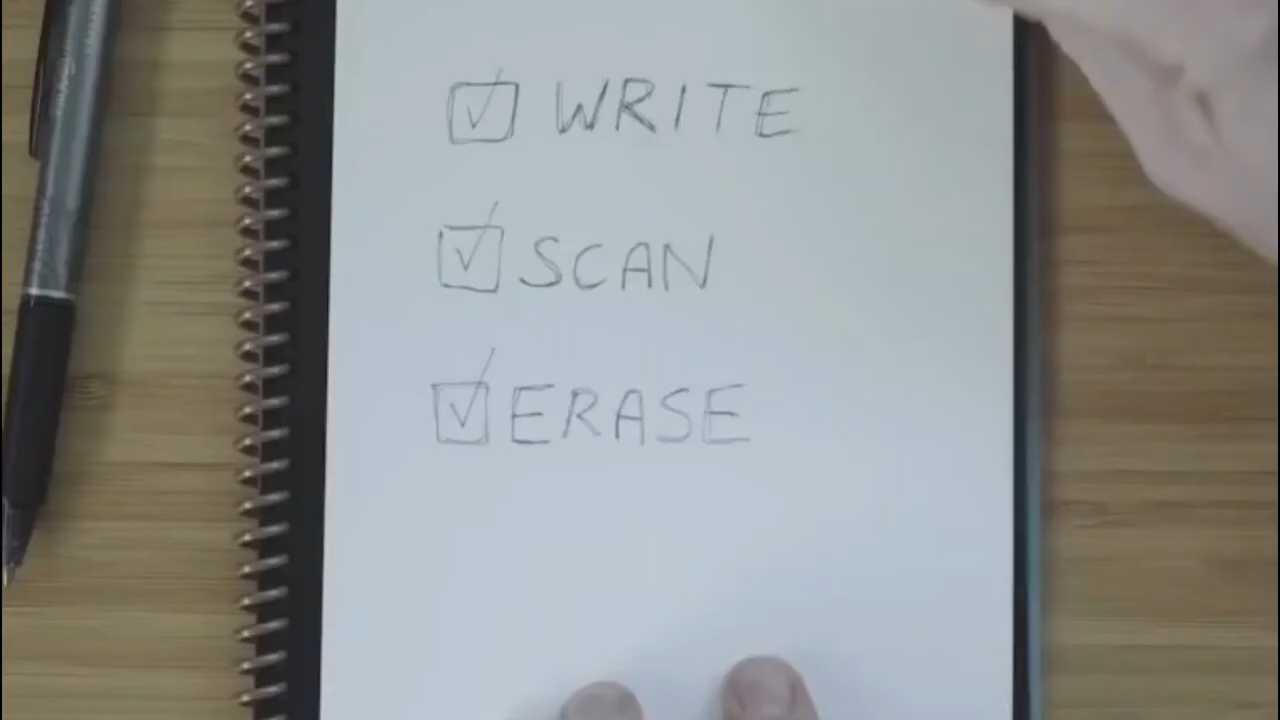 ☑ WRITE
☑ SCAN
☑ ERASE